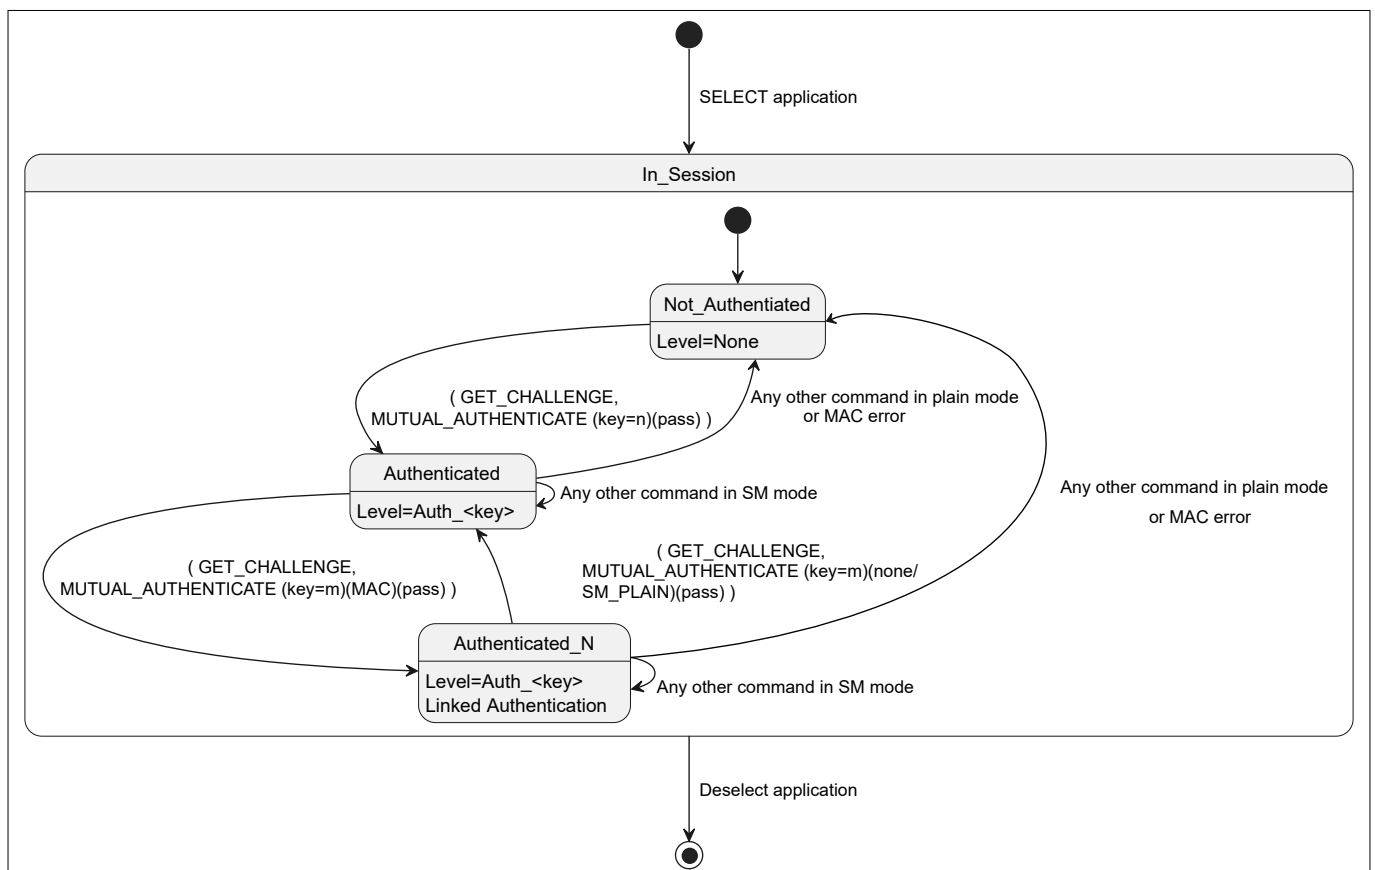 SELECT application
In_Session
Not_Authentiated
Level=None
( GET_CHALLENGE,
MUTUAL_AUTHENTICATE (key=n)(pass) )
Any other command in plain mode
or MAC error
Authenticated
Level=Auth_<key>
Any other command in SM mode
Any other command in plain mode
or MAC error
( GET_CHALLENGE,
MUTUAL_AUTHENTICATE (key=m)(MAC)(pass) )
( GET_CHALLENGE,
MUTUAL_AUTHENTICATE (key=m)(none/
SM_PLAIN)(pass) )
Authenticated_N
Level=Auth_<key>
Linked Authentication
Any other command in SM mode
Deselect application